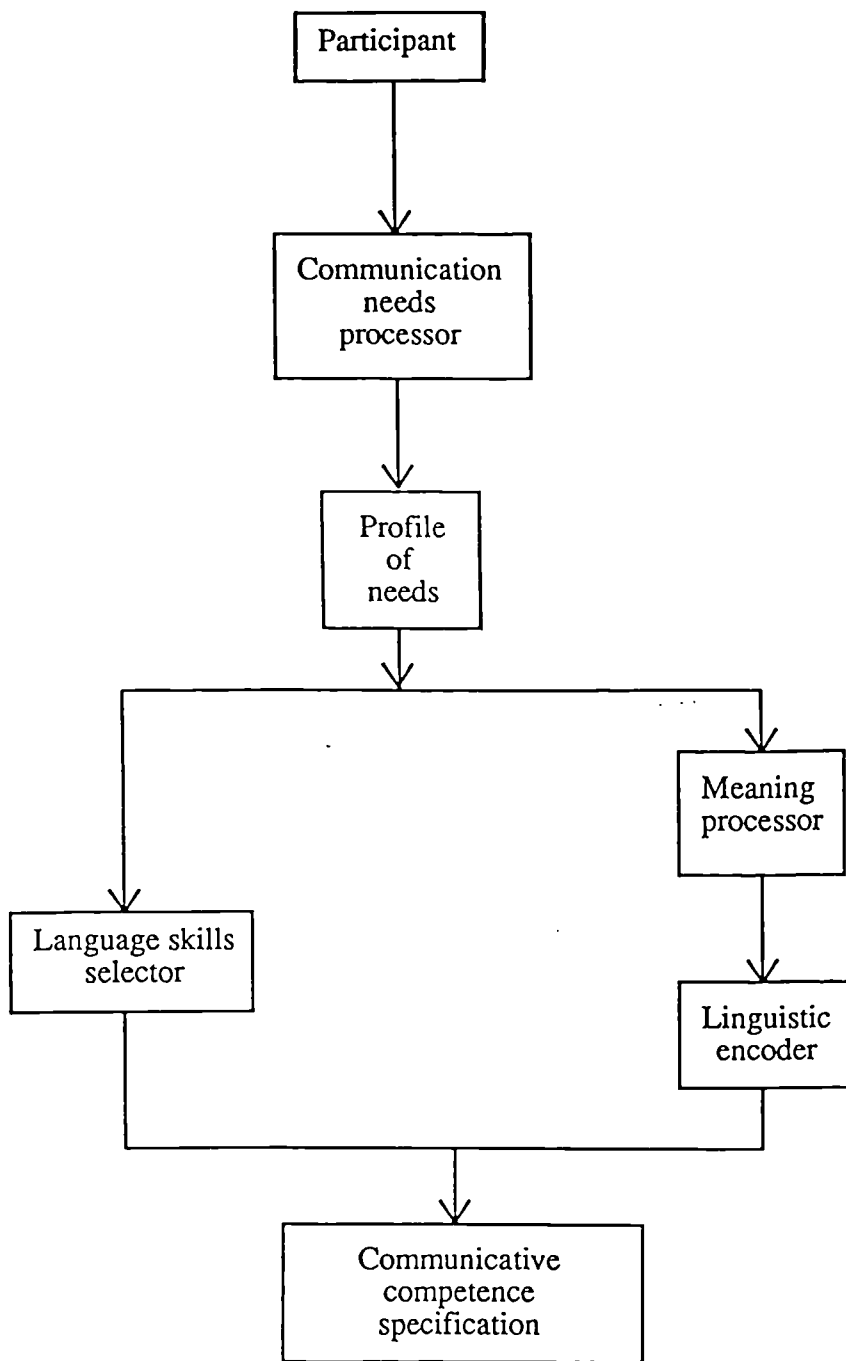 Participant
Communication
needs
processor
Profile
of
needs
Meaning
processor
Language skills
selector
Linguistic
encoder
Communicative
competence
specification